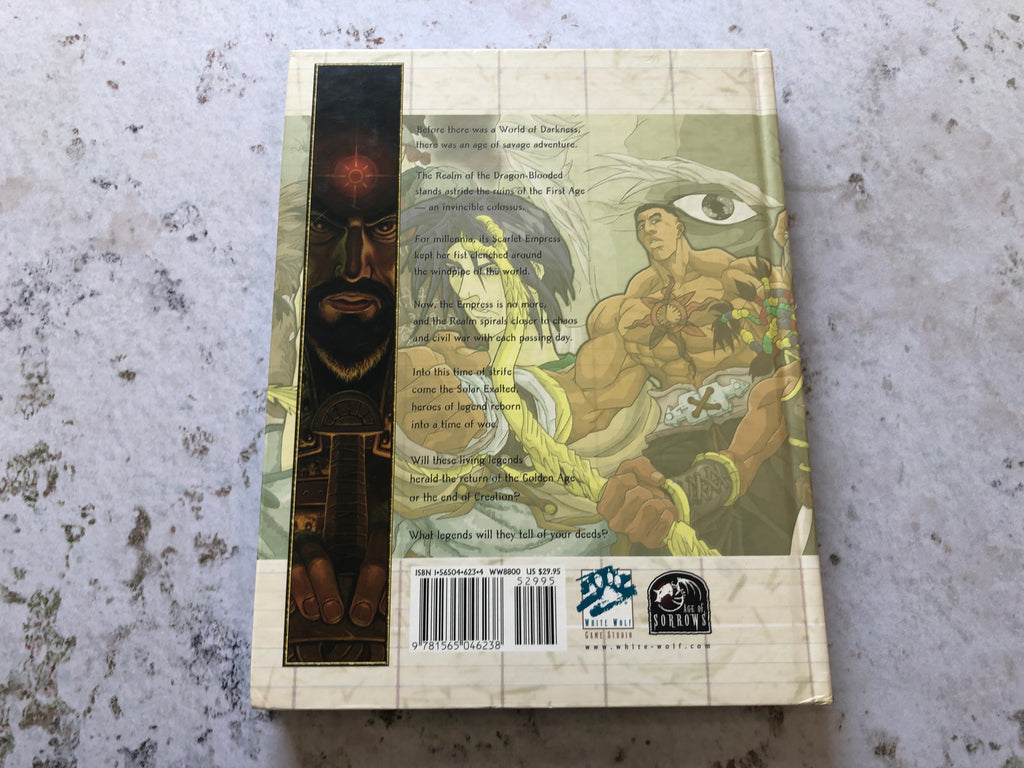 Before there was a World of Darkness,
there was an age of savage adventure.
The Realm of the Dragon-Blooded
stands astride the ruins of the First Age
— an invincible colossus.
For millennia, its Scarlet Empress
kept her fist clenched around
the windpipe of the world.
Now, the Empress is no more,
and the Realm spirals closer to chaos
and civil war with each passing day.
Into this time of strife
come the Solar Exalted,
heroes of legend reborn
into a time of woe.
Will these living legends
herald the return of the Golden Age
or the end of Creation?
What legends will they tell of your deeds?
ISBN 1•56504•623•4 WW8800 US $29.95
52995
9 781565 046238
WHITE WOLF
GAME STUDIO
AGE OF
SORROWS
www.white-wolf.com